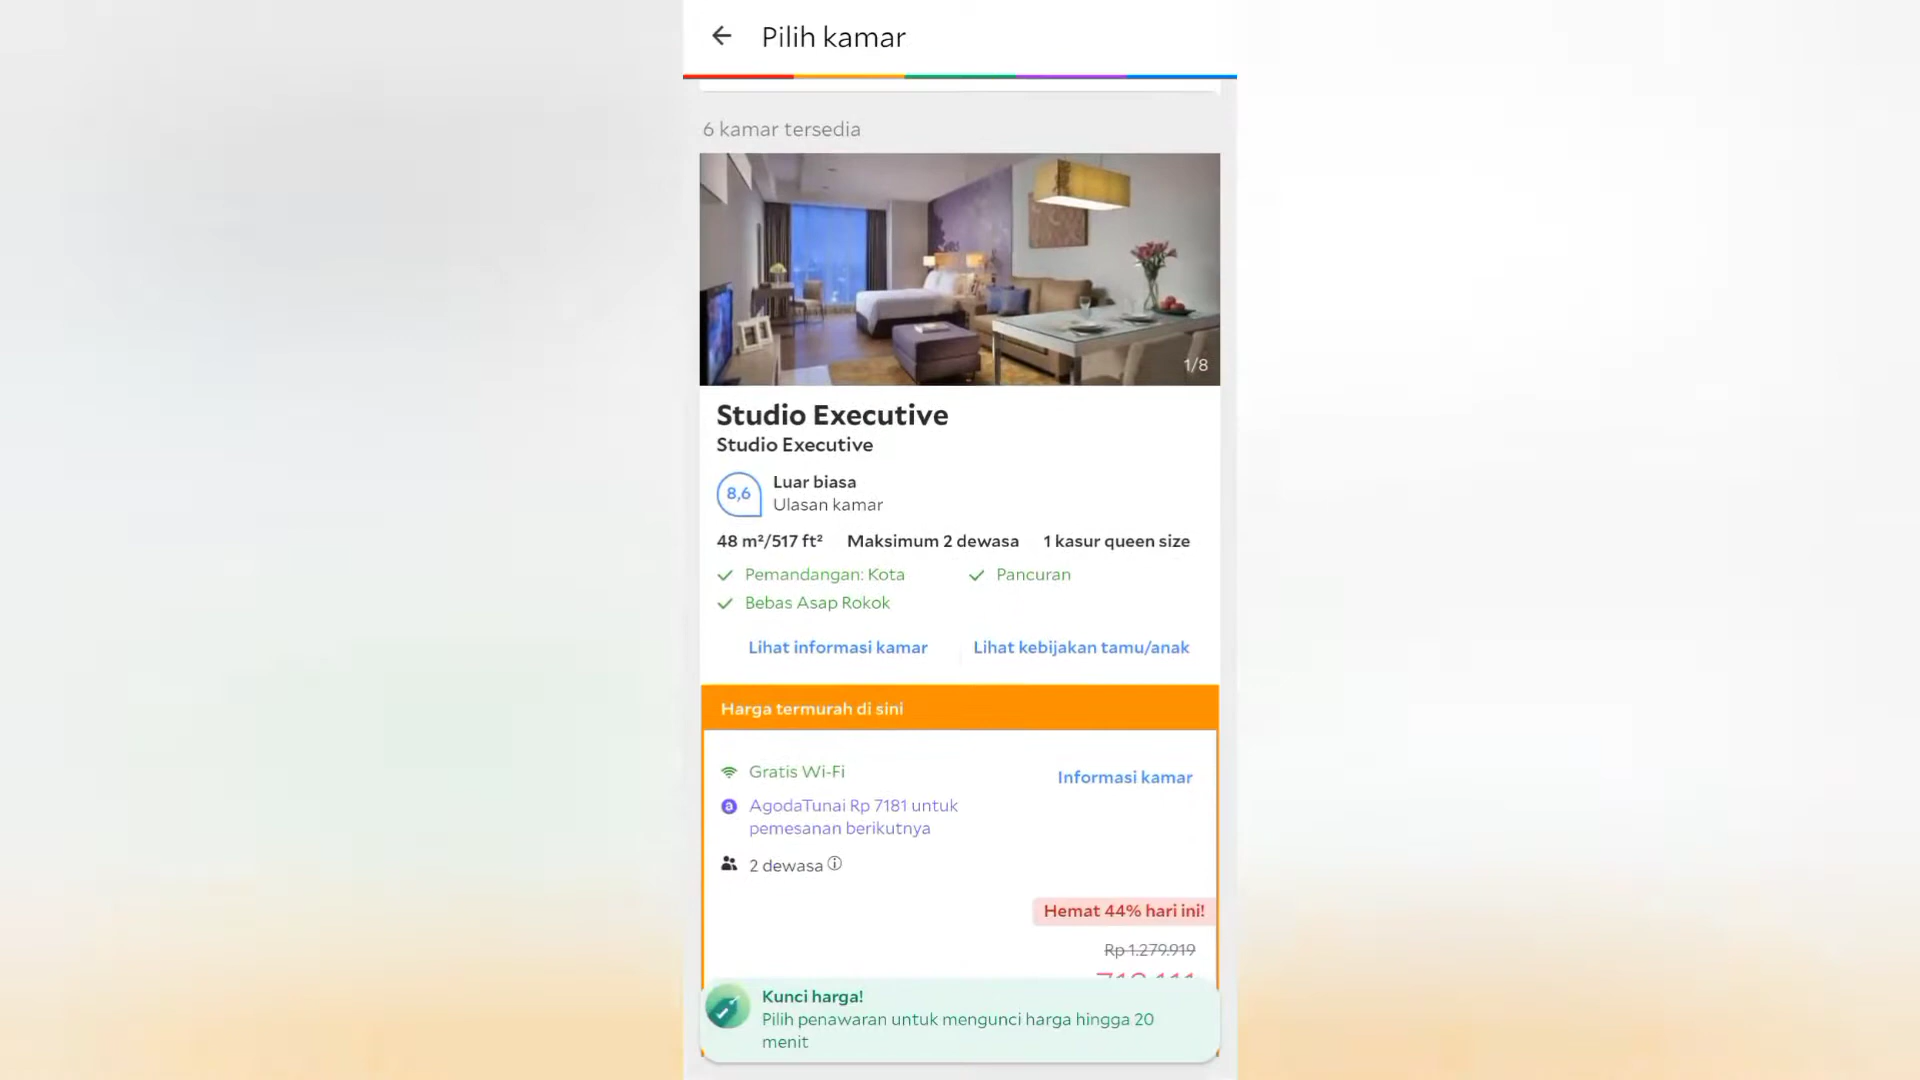 Pilih kamar
6 kamar tersedia
1/8
Studio Executive
Studio Executive
8,6
Luar biasa
Ulasan kamar
48 m²/517 ft² Maksimum 2 dewasa 1 kasur queen size
Pemandangan: Kota Pancuran
Bebas Asap Rokok
Lihat informasi kamar Lihat kebijakan tamu/anak
Harga termurah di sini
Gratis Wi-Fi Informasi kamar
AgodaTunai Rp 7181 untuk
pemesanan berikutnya
2 dewasa
Hemat 44% hari ini!
Rp 1.279.919
Kunci harga!
Pilih penawaran untuk mengunci harga hingga 20
menit